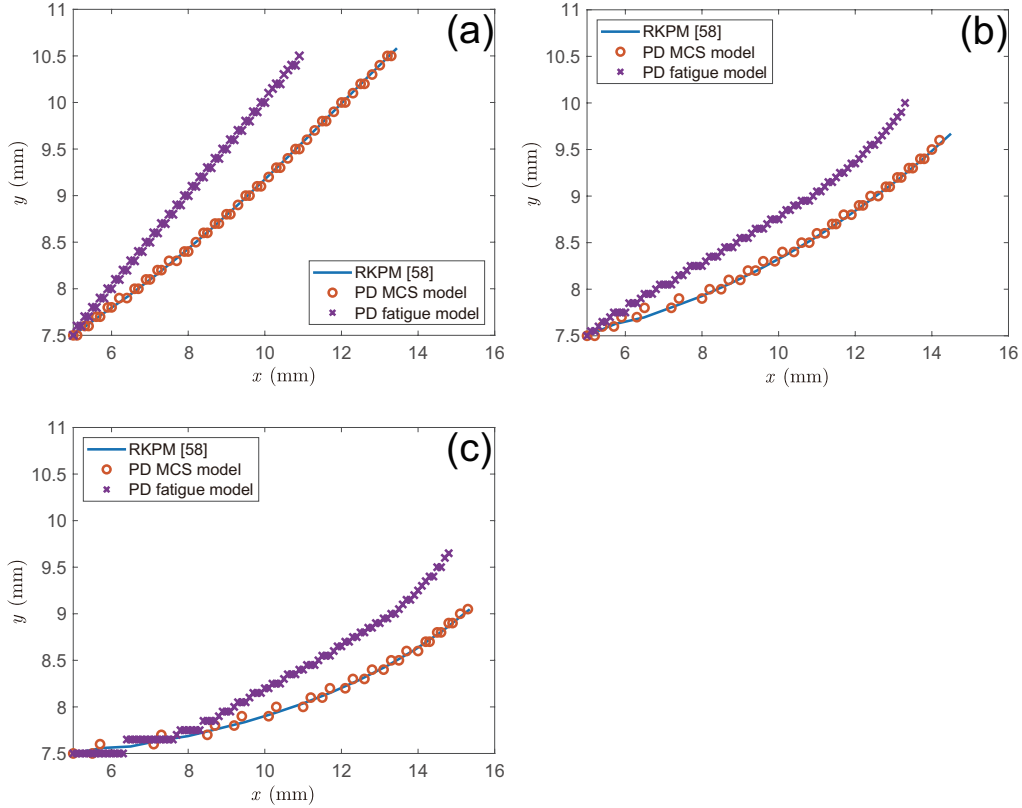 (a)
11
10.5
10
9.5
9
8.5
8
7.5
y (mm)
RKPM [58]
PD MCS model
PD fatigue model
6 8 10 12 14 16
x (mm)
(b)
11
10.5
10
9.5
9
8.5
8
7.5
y (mm)
RKPM [58]
PD MCS model
PD fatigue model
6 8 10 12 14 16
x (mm)
(c)
11
10.5
10
9.5
9
8.5
8
7.5
y (mm)
RKPM [58]
PD MCS model
PD fatigue model
6 8 10 12 14 16
x (mm)